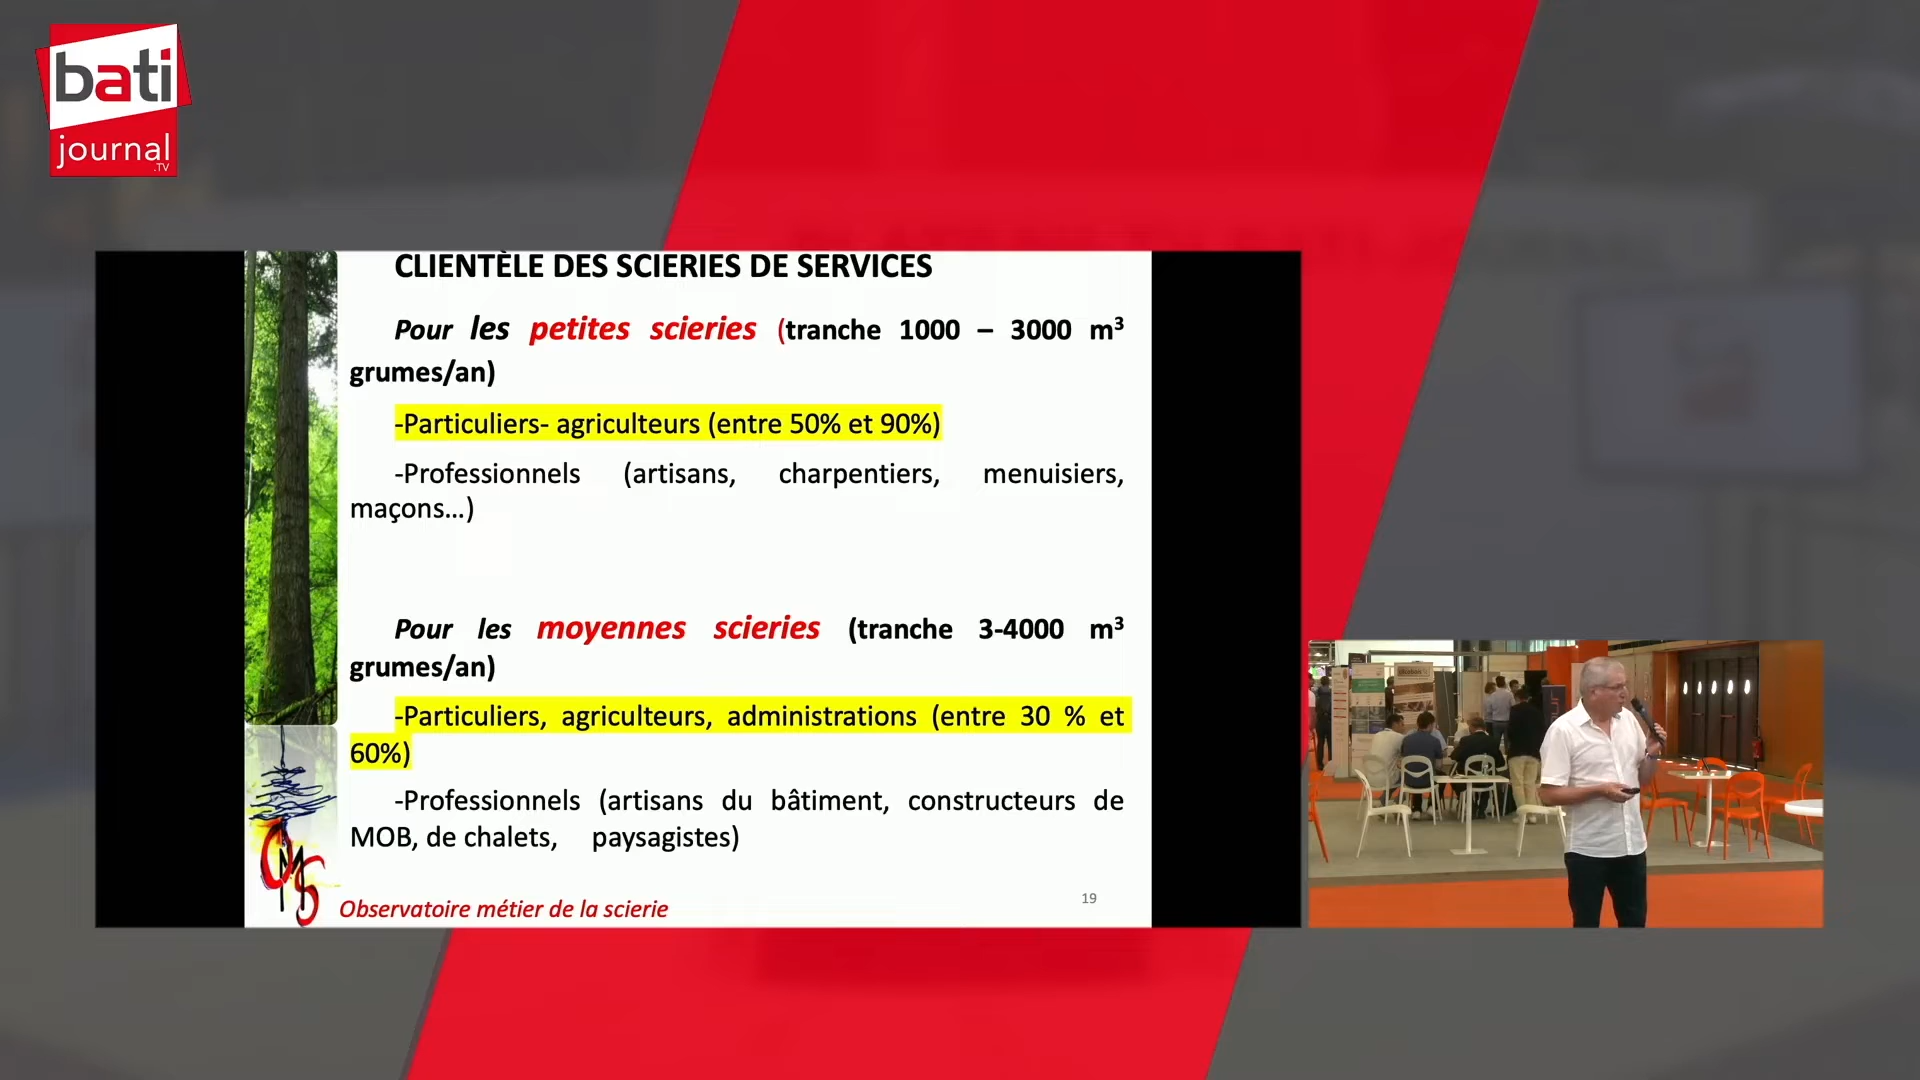 bati
journal
.TV
CLIENTÈLE DES SCIERIES DE SERVICES
Pour les petites scieries (tranche 1000 – 3000 m³
grumes/an)
-Particuliers- agriculteurs (entre 50% et 90%)
-Professionnels (artisans, charpentiers, menuisiers,
maçons...)
Pour les moyennes scieries (tranche 3-4000 m³
grumes/an)
-Particuliers, agriculteurs, administrations (entre 30 % et
60%)
-Professionnels (artisans du bâtiment, constructeurs de
MOB, de chalets, paysagistes)
OMS
Observatoire métier de la scierie
19